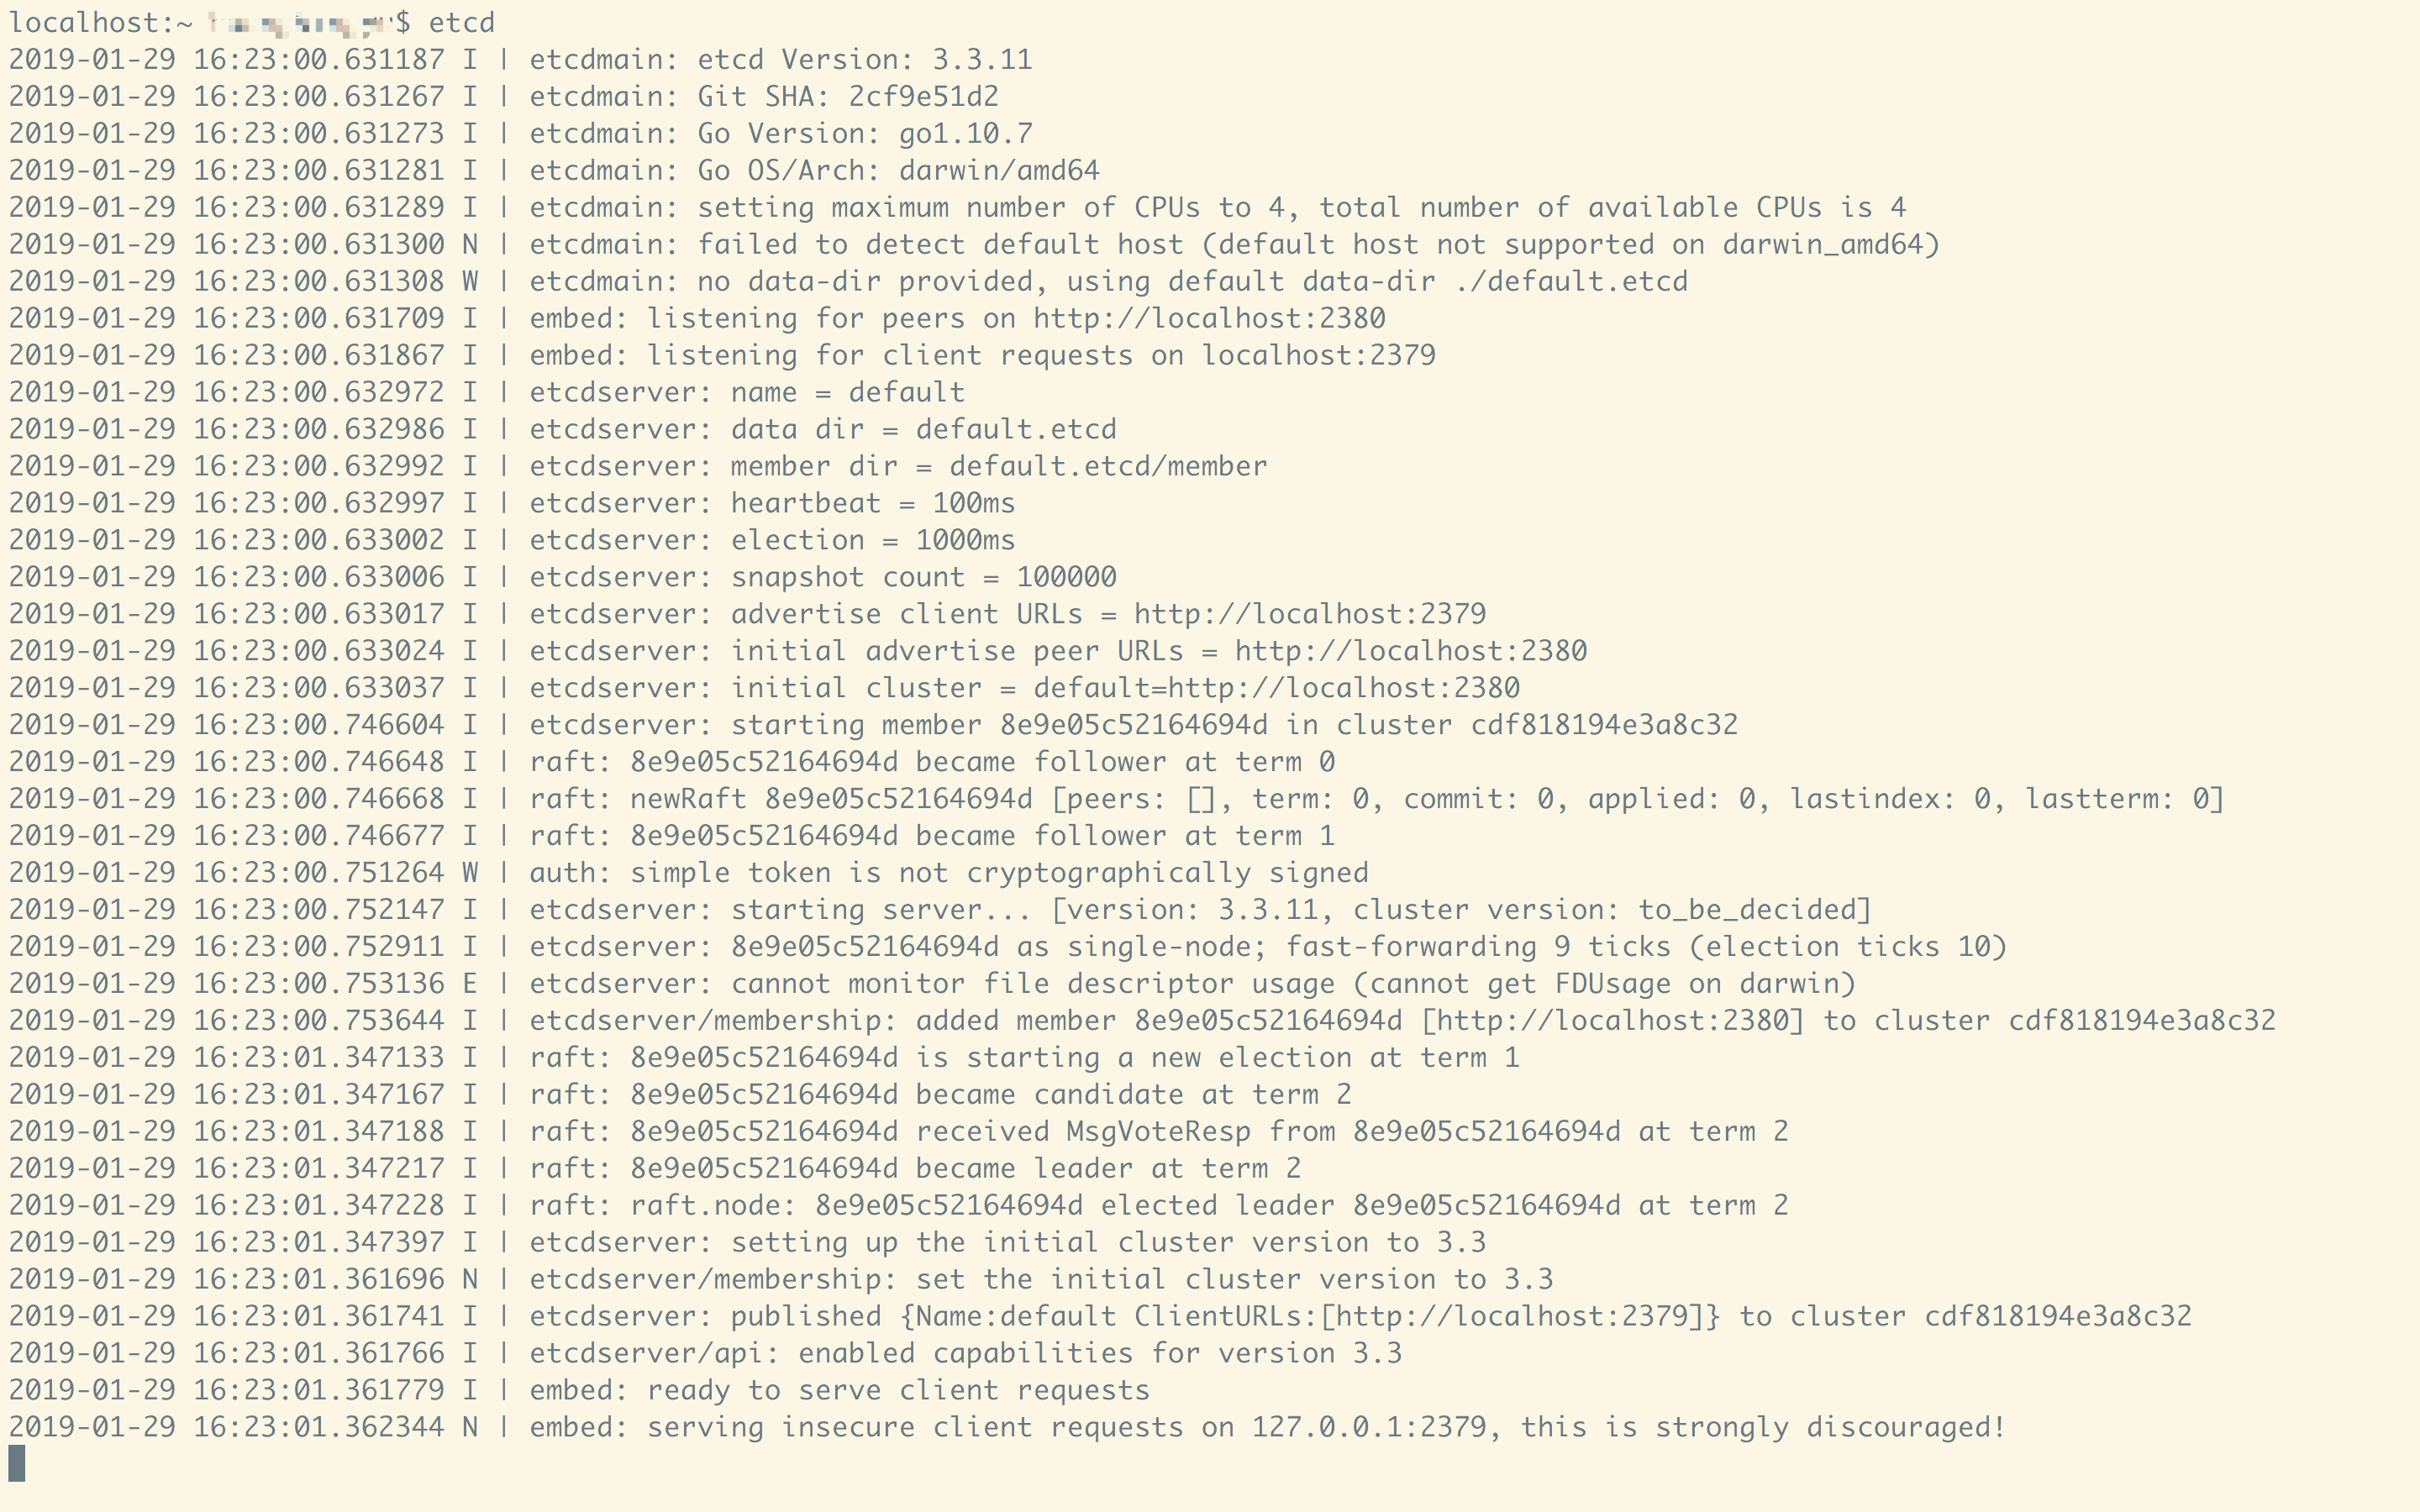 localhost:~ $ etcd
2019-01-29 16:23:00.631187 I | etcdmain: etcd Version: 3.3.11
2019-01-29 16:23:00.631267 I | etcdmain: Git SHA: 2cf9e51d2
2019-01-29 16:23:00.631273 I | etcdmain: Go Version: go1.10.7
2019-01-29 16:23:00.631281 I | etcdmain: Go OS/Arch: darwin/amd64
2019-01-29 16:23:00.631289 I | etcdmain: setting maximum number of CPUs to 4, total number of available CPUs is 4
2019-01-29 16:23:00.631300 N | etcdmain: failed to detect default host (default host not supported on darwin_amd64)
2019-01-29 16:23:00.631308 W | etcdmain: no data-dir provided, using default data-dir ./default.etcd
2019-01-29 16:23:00.631709 I | embed: listening for peers on http://localhost:2380
2019-01-29 16:23:00.631867 I | embed: listening for client requests on localhost:2379
2019-01-29 16:23:00.632972 I | etcdserver: name = default
2019-01-29 16:23:00.632986 I | etcdserver: data dir = default.etcd
2019-01-29 16:23:00.632992 I | etcdserver: member dir = default.etcd/member
2019-01-29 16:23:00.632997 I | etcdserver: heartbeat = 100ms
2019-01-29 16:23:00.633002 I | etcdserver: election = 1000ms
2019-01-29 16:23:00.633006 I | etcdserver: snapshot count = 100000
2019-01-29 16:23:00.633017 I | etcdserver: advertise client URLs = http://localhost:2379
2019-01-29 16:23:00.633024 I | etcdserver: initial advertise peer URLs = http://localhost:2380
2019-01-29 16:23:00.633037 I | etcdserver: initial cluster = default=http://localhost:2380
2019-01-29 16:23:00.746604 I | etcdserver: starting member 8e9e05c52164694d in cluster cdf818194e3a8c32
2019-01-29 16:23:00.746648 I | raft: 8e9e05c52164694d became follower at term 0
2019-01-29 16:23:00.746668 I | raft: newRaft 8e9e05c52164694d [peers: [], term: 0, commit: 0, applied: 0, lastindex: 0, lastterm: 0]
2019-01-29 16:23:00.746677 I | raft: 8e9e05c52164694d became follower at term 1
2019-01-29 16:23:00.751264 W | auth: simple token is not cryptographically signed
2019-01-29 16:23:00.752147 I | etcdserver: starting server... [version: 3.3.11, cluster version: to_be_decided]
2019-01-29 16:23:00.752911 I | etcdserver: 8e9e05c52164694d as single-node; fast-forwarding 9 ticks (election ticks 10)
2019-01-29 16:23:00.753136 E | etcdserver: cannot monitor file descriptor usage (cannot get FDUsage on darwin)
2019-01-29 16:23:00.753644 I | etcdserver/membership: added member 8e9e05c52164694d [http://localhost:2380] to cluster cdf818194e3a8c32
2019-01-29 16:23:01.347133 I | raft: 8e9e05c52164694d is starting a new election at term 1
2019-01-29 16:23:01.347167 I | raft: 8e9e05c52164694d became candidate at term 2
2019-01-29 16:23:01.347188 I | raft: 8e9e05c52164694d received MsgVoteResp from 8e9e05c52164694d at term 2
2019-01-29 16:23:01.347217 I | raft: 8e9e05c52164694d became leader at term 2
2019-01-29 16:23:01.347228 I | raft: raft.node: 8e9e05c52164694d elected leader 8e9e05c52164694d at term 2
2019-01-29 16:23:01.347397 I | etcdserver: setting up the initial cluster version to 3.3
2019-01-29 16:23:01.361696 N | etcdserver/membership: set the initial cluster version to 3.3
2019-01-29 16:23:01.361741 I | etcdserver: published {Name:default ClientURLs:[http://localhost:2379]} to cluster cdf818194e3a8c32
2019-01-29 16:23:01.361766 I | etcdserver/api: enabled capabilities for version 3.3
2019-01-29 16:23:01.361779 I | embed: ready to serve client requests
2019-01-29 16:23:01.362344 N | embed: serving insecure client requests on 127.0.0.1:2379, this is strongly discouraged!